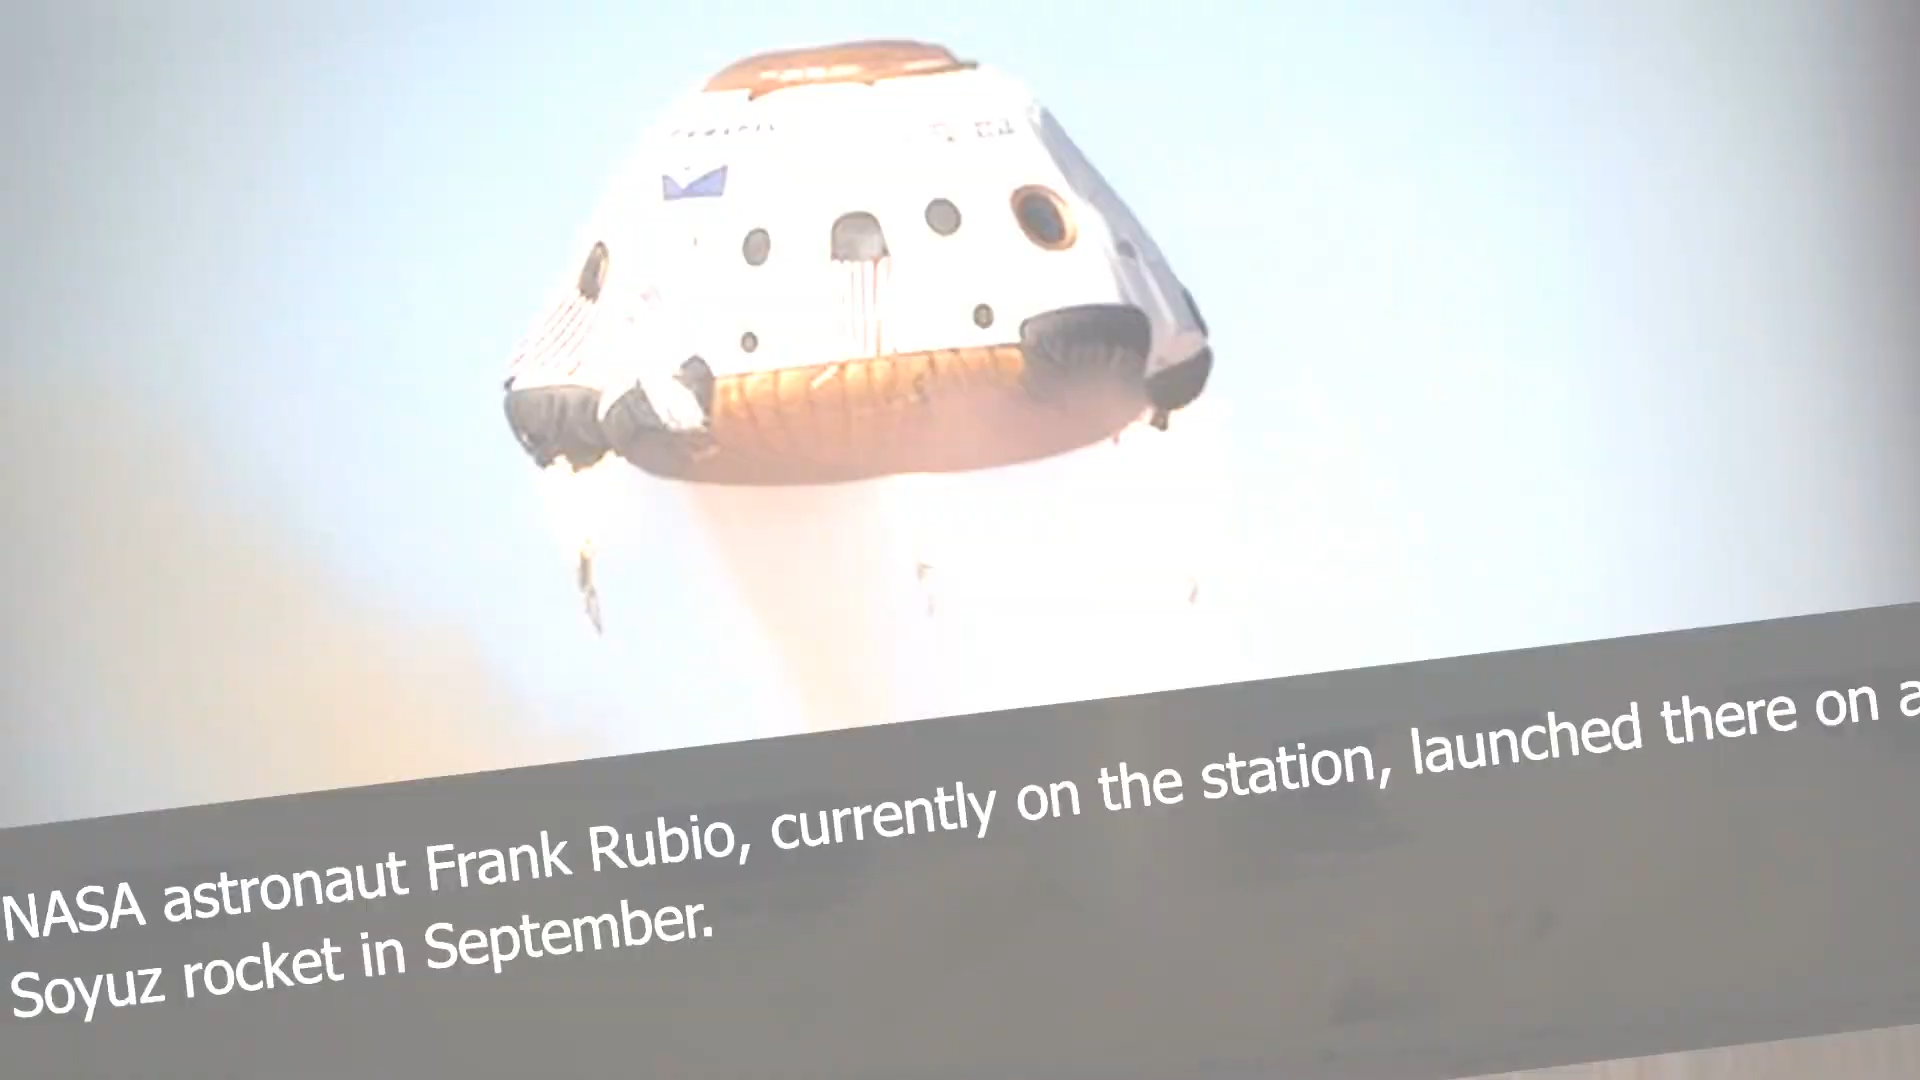 NASA astronaut Frank Rubio, currently on the station, launched there on a
Soyuz rocket in September.